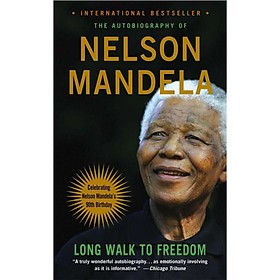 INTERNATIONAL BESTSELLER
THE AUTOBIOGRAPHY OF
NELSON
MANDELA
Celebrating
Nelson Mandela's
90th Birthday
LONG WALK TO FREEDOM
"A truly wonderful autobiography... as emotionally involving
as it is informative." —Chicago Tribune